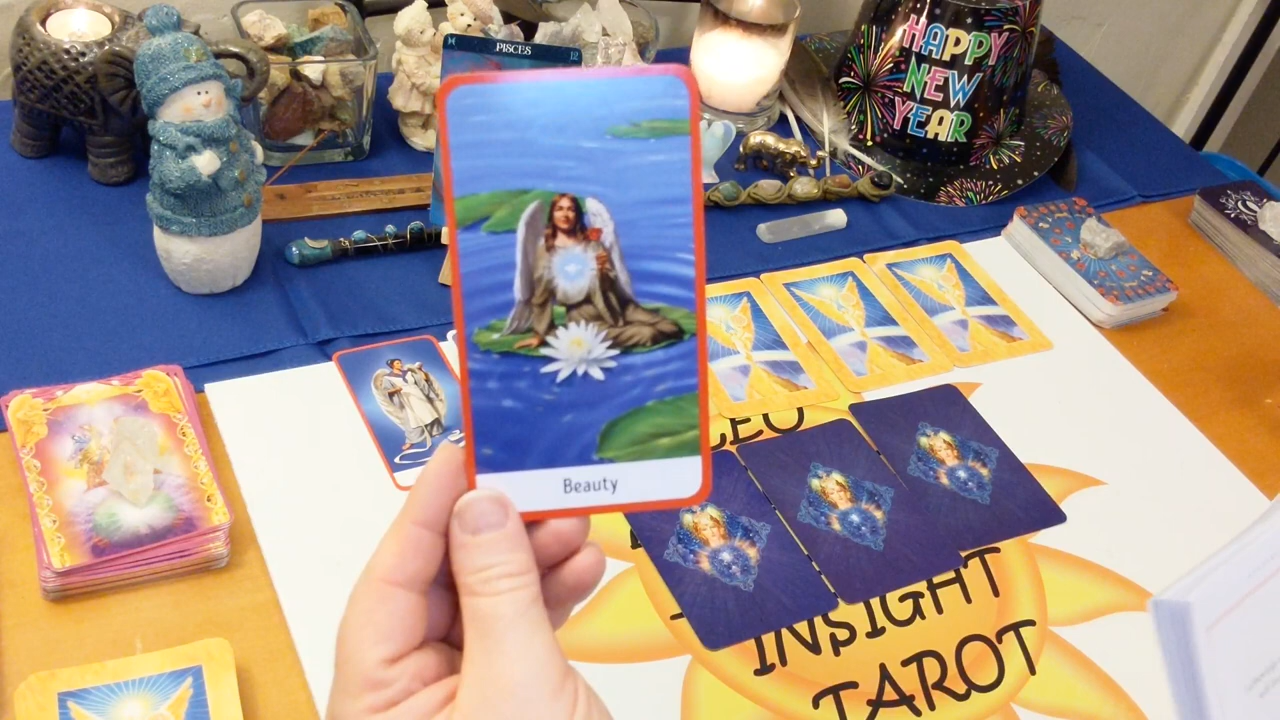 PISCES 12
HAPPY
NEW
YEAR
Beauty
LEO
INSIGHT
TAROT